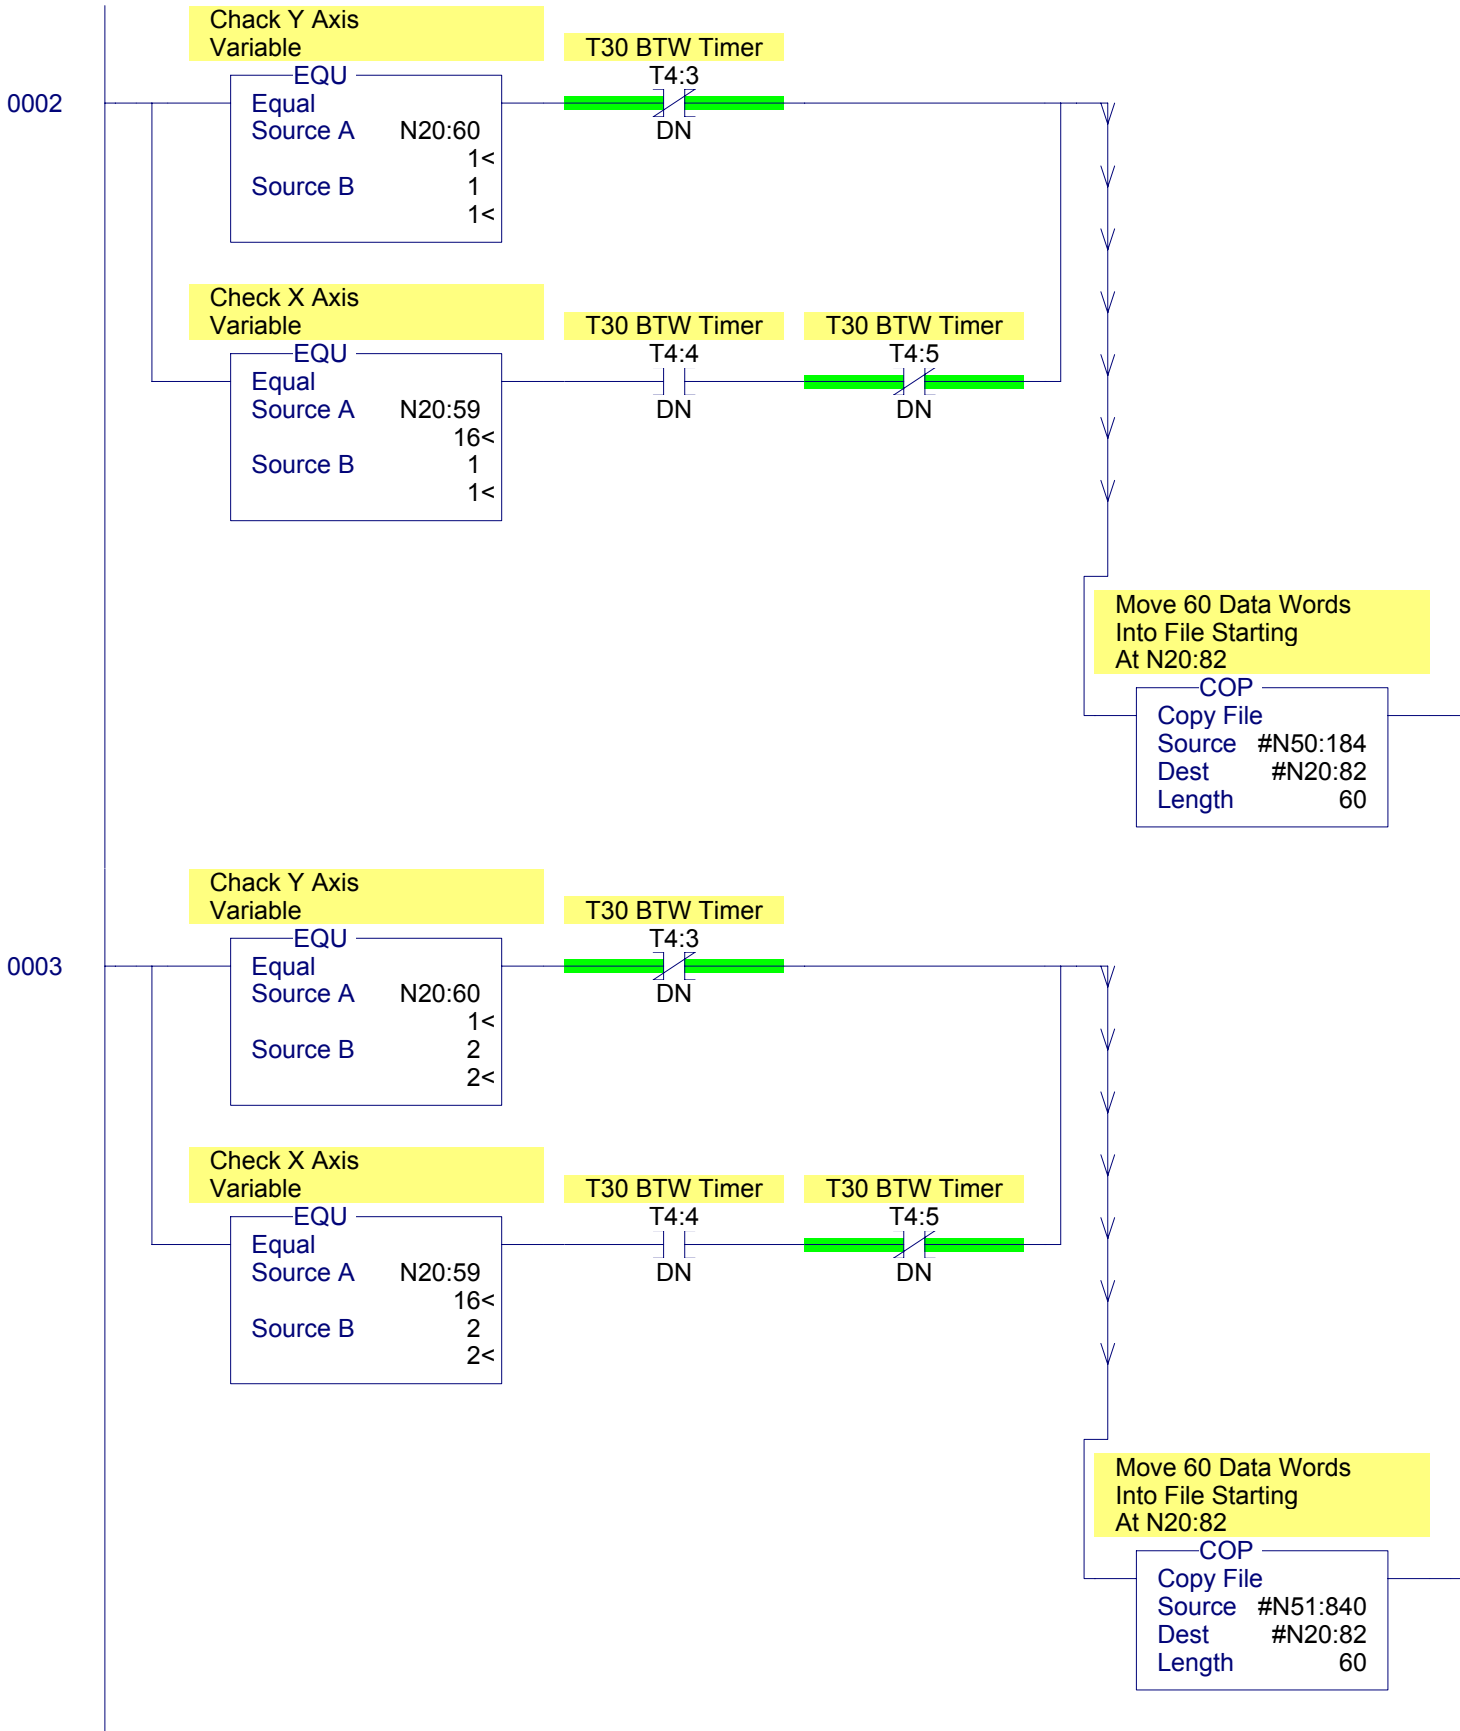 Chack Y Axis
Variable
T30 BTW Timer
EQU
T4:3
0002
Equal
Source A N20:60
DN
1<
Source B 1
1<
Check X Axis
Variable
T30 BTW Timer T30 BTW Timer
EQU
T4:4 T4:5
Equal
Source A N20:59
DN DN
16<
Source B 1
1<
Move 60 Data Words
Into File Starting
At N20:82
COP
Copy File
Source #N50:184
Dest #N20:82
Length 60
Chack Y Axis
Variable
T30 BTW Timer
EQU
T4:3
0003
Equal
Source A N20:60
DN
1<
Source B 2
2<
Check X Axis
Variable
T30 BTW Timer T30 BTW Timer
EQU
T4:4 T4:5
Equal
Source A N20:59
DN DN
16<
Source B 2
2<
Move 60 Data Words
Into File Starting
At N20:82
COP
Copy File
Source #N51:840
Dest #N20:82
Length 60